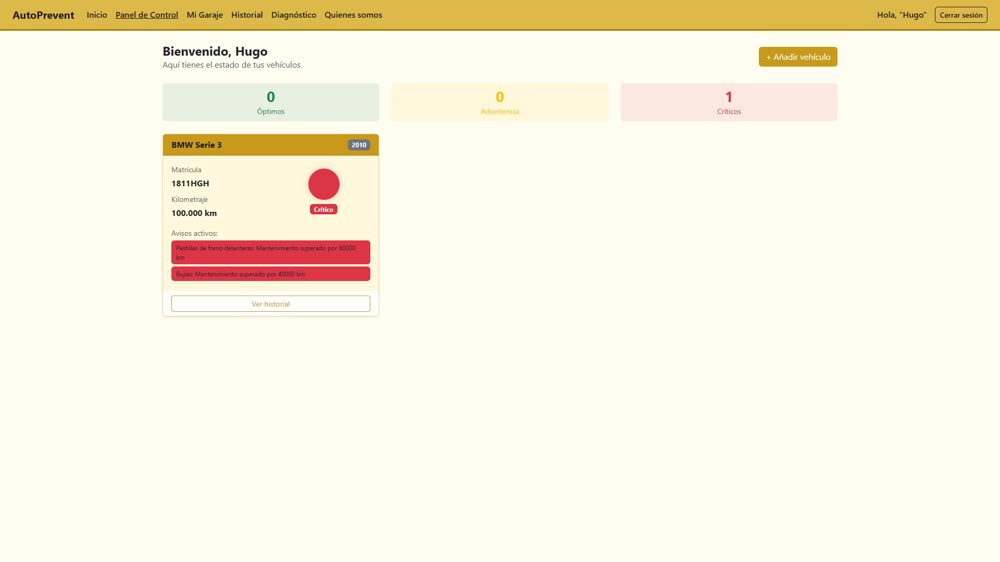 AutoPrevent Inicio Panel de Control Mi Garaje Historial Diagnóstico Quienes somos Hola, "Hugo" Cerrar sesión
Bienvenido, Hugo
Aquí tienes el estado de tus vehículos
+ Añadir vehículo
0
Óptimos
0
Advertencia
1
Críticos
BMW Serie 3 2010
Matrícula
1811HGH
Kilometraje
100.000 km
Crítico
Avisos activos:
Pastillas de freno delanteras: Mantenimiento superado por 60000
km
Bujías: Mantenimiento superado por 40000 km
Ver historial